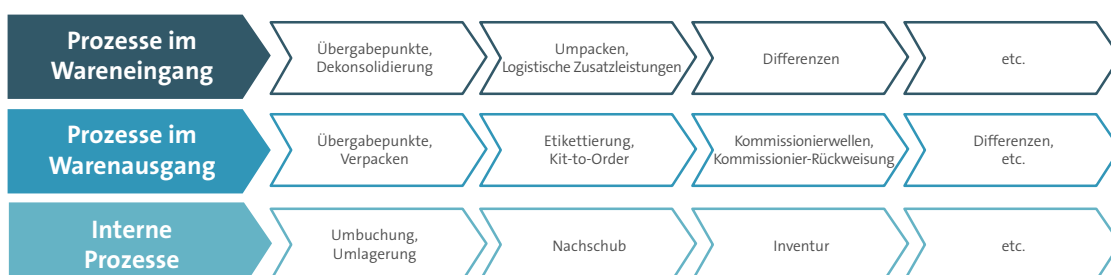 Prozesse im
Wareneingang
Übergabepunkte,
Dekonsolidierung
Umpacken,
Logistische Zusatzleistungen
Differenzen
etc.
Prozesse im
Warenausgang
Übergabepunkte,
Verpacken
Etikettierung,
Kit-to-Order
Kommissionierwellen,
Kommissionier-Rückweisung
Differenzen,
etc.
Interne
Prozesse
Umbuchung,
Umlagerung
Nachschub
Inventur
etc.